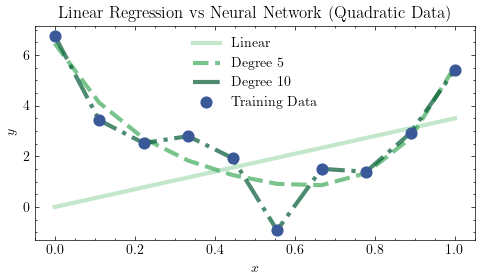 Linear Regression vs Neural Network (Quadratic Data)
Linear
Degree 5
Degree 10
Training Data
y
6
4
2
0
0.0 0.2 0.4 0.6 0.8 1.0
x